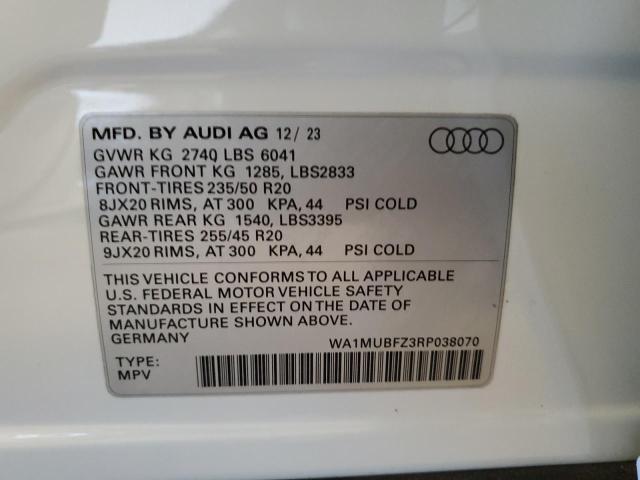 MFD. BY AUDI AG 12/ 23
GVWR KG 2740 LBS 6041
GAWR FRONT KG 1285, LBS2833
FRONT-TIRES 235/50 R20
8JX20 RIMS, AT 300 KPA, 44 PSI COLD
GAWR REAR KG 1540, LBS3395
REAR-TIRES 255/45 R20
9JX20 RIMS, AT 300 KPA, 44 PSI COLD
THIS VEHICLE CONFORMS TO ALL APPLICABLE
U.S. FEDERAL MOTOR VEHICLE SAFETY
STANDARDS IN EFFECT ON THE DATE OF
MANUFACTURE SHOWN ABOVE.
GERMANY WA1MUBFZ3RP038070
TYPE:
MPV